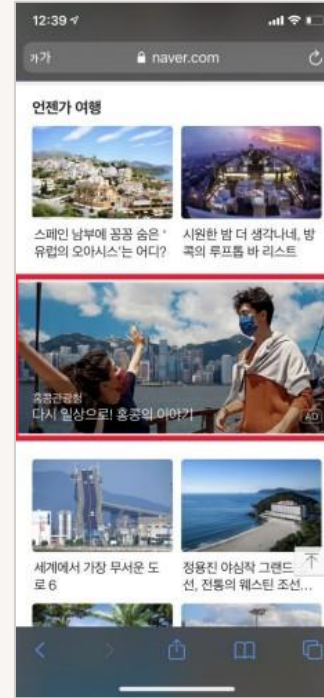 12:39
가가 naver.com
언젠가 여행
스페인 남부에 꽁꽁 숨은 '
유럽의 오아시스'는 어디?
시원한 밤 더 생각나네, 방
콕의 루프톱 바 리스트
홍콩관광청
다시 일상으로! 홍콩의 이야기
AD
세계에서 가장 무서운 도
로 6
정용진 야심작 그랜드
선, 전통의 웨스틴 조선...